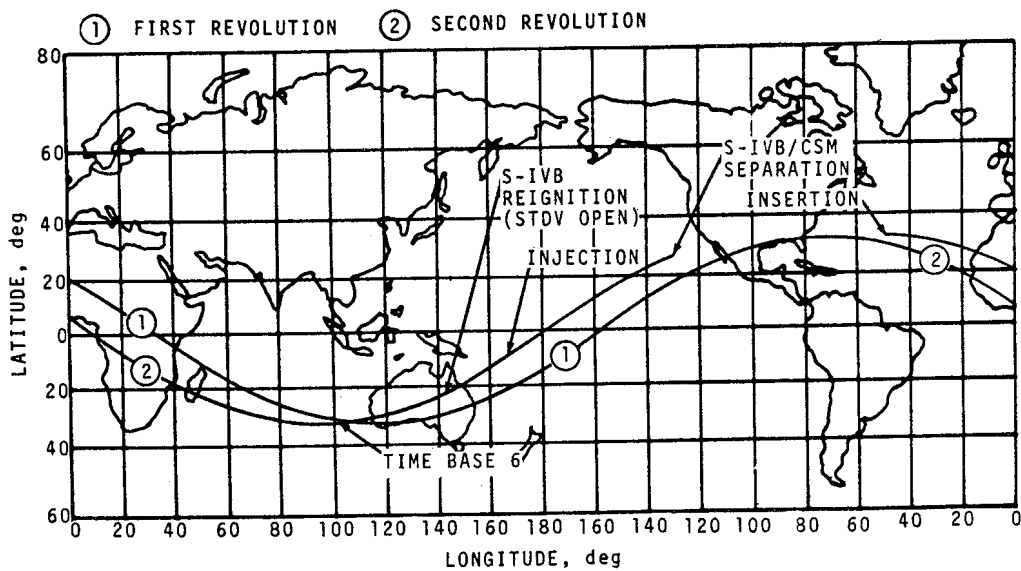 ① FIRST REVOLUTION ② SECOND REVOLUTION
80
60
40
20
0
20
40
60
LATITUDE, deg
S-IVB
REIGNITION
(STDV OPEN)
INJECTION
S-IVB/CSM
SEPARATION
INSERTION
①
②
①
②
TIME BASE 6
0 20 40 60 80 100 120 140 160 180 160 140 120 100 80 60 40 20 0
LONGITUDE, deg